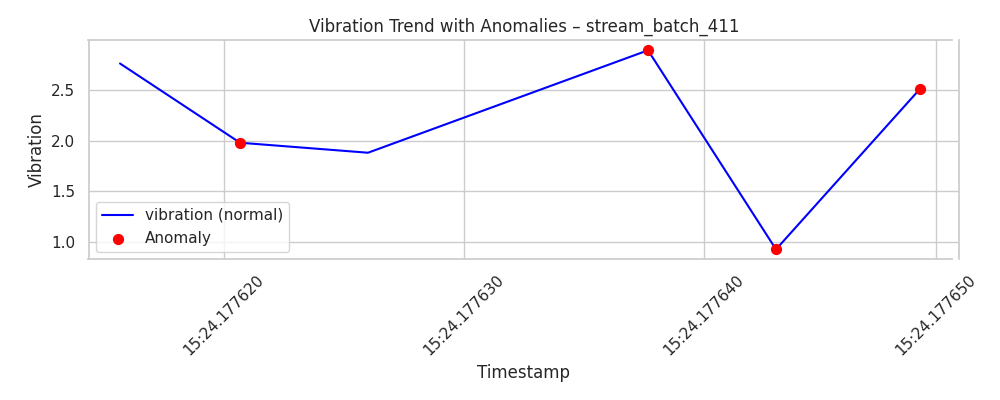 Vibration Trend with Anomalies – stream_batch_411
Vibration
2.5
2.0
1.5
1.0
vibration (normal)
Anomaly
15:24.177620
15:24.177630
15:24.177640
15:24.177650
Timestamp